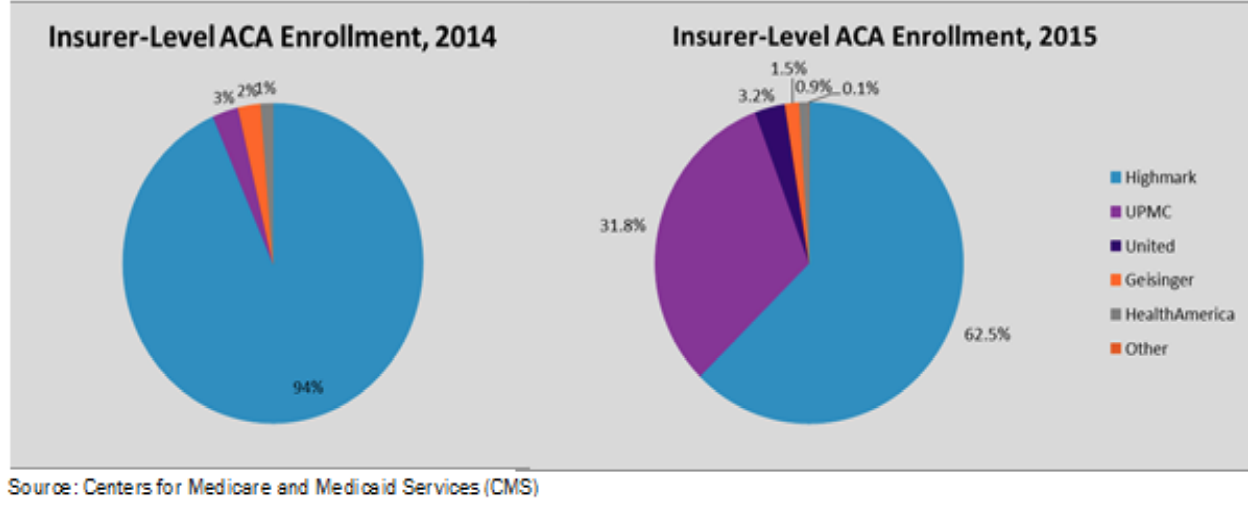 Insurer-Level ACA Enrollment, 2014
3%
2%
1%
94%
Insurer-Level ACA Enrollment, 2015
1.5%
0.9%
0.1%
3.2%
31.8%
62.5%
Highmark
UPMC
United
Geisinger
HealthAmerica
Other
Source: Centers for Medicare and Medicaid Services (CMS)